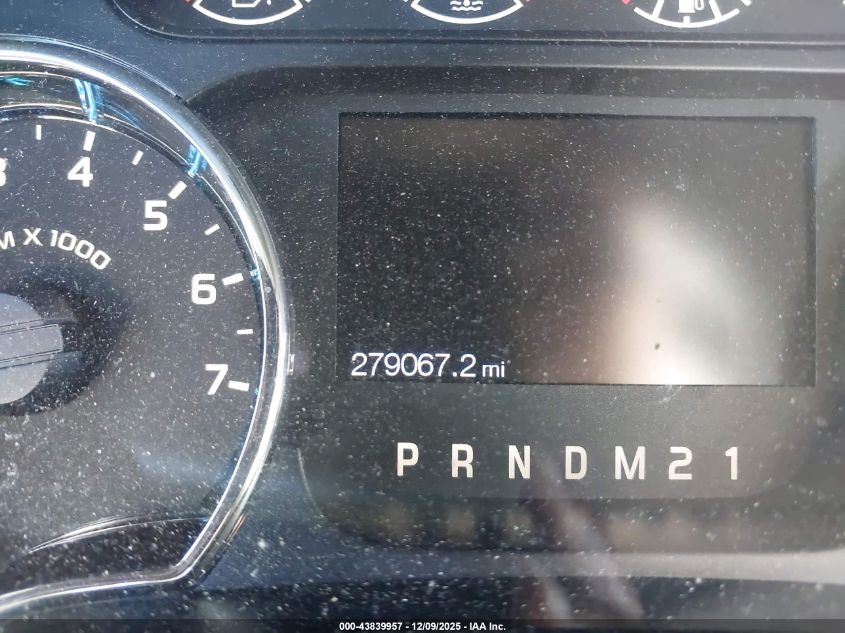 4
5
M X 1000
6
7
279067.2 mi
P R N D M 2 1
000-43839957 - 12/09/2025 - IAA Inc.